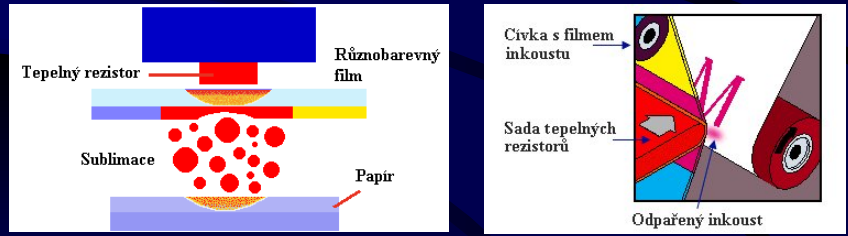 Tepelný rezistor
Různobarevný
film
Sublimace
Papír
Cívka s filmem
inkoustu
Sada tepelných
rezistorů
Odpařený inkoust